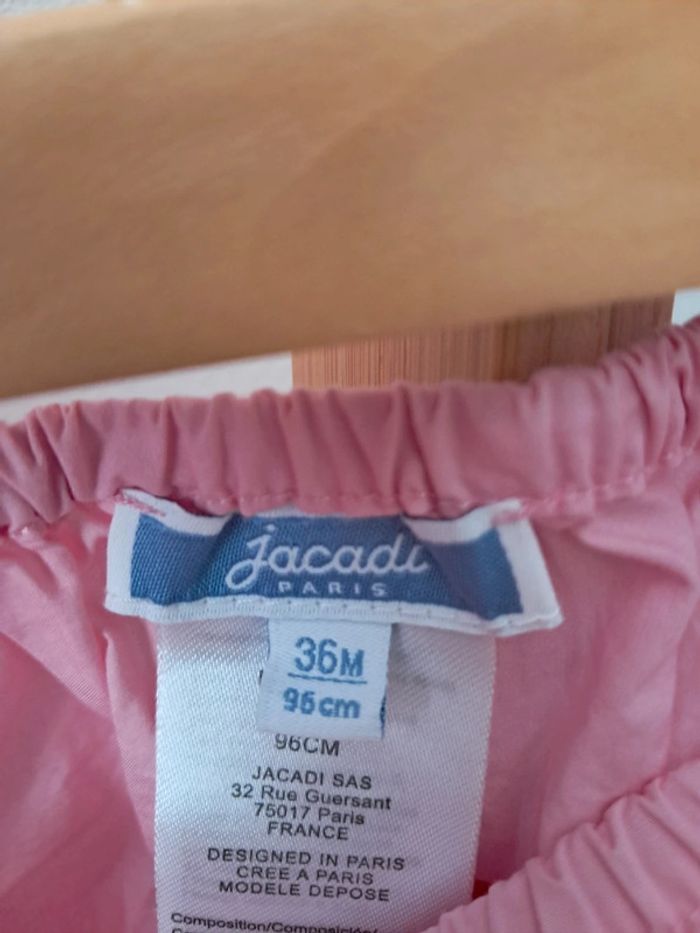 jacadi
PARIS
36M
96cm
96CM
JACADI SAS
32 Rue Guersant
75017 Paris
FRANCE
DESIGNED IN PARIS
CREE A PARIS
MODELE DEPOSE